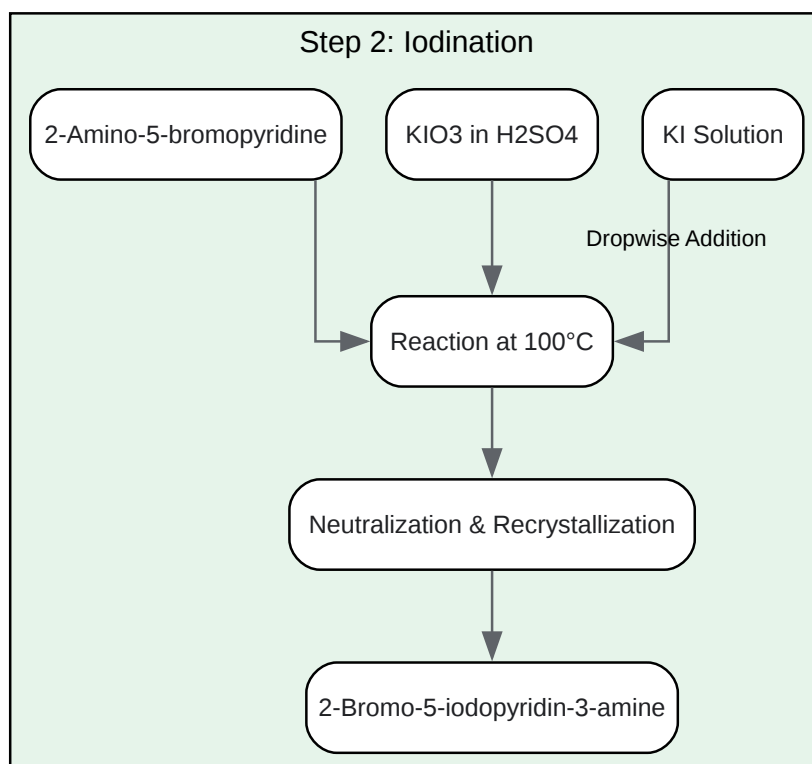 Step 2: Iodination
2-Amino-5-bromopyridine
KIO3 in H2SO4
KI Solution
Dropwise Addition
Reaction at 100°C
Neutralization & Recrystallization
2-Bromo-5-iodopyridin-3-amine